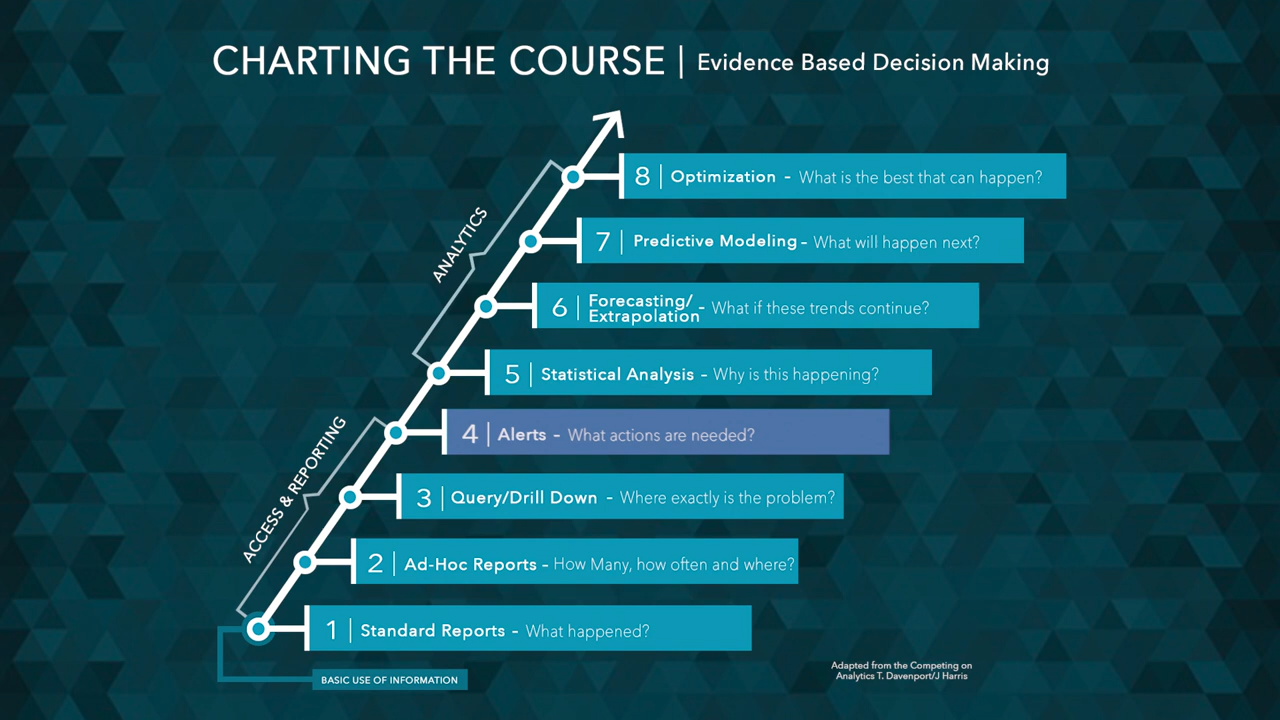 CHARTING THE COURSE | Evidence Based Decision Making
8 | Optimization - What is the best that can happen?
7 | Predictive Modeling - What will happen next?
ANALYTICS
6 | Forecasting/
Extrapolation - What if these trends continue?
5 | Statistical Analysis - Why is this happening?
4 | Alerts - What actions are needed?
ACCESS & REPORTING
3 | Query/Drill Down - Where exactly is the problem?
2 | Ad-Hoc Reports - How Many, how often and where?
1 | Standard Reports - What happened?
BASIC USE OF INFORMATION
Adapted from the Competing on
Analytics T. Davenport/J Harris